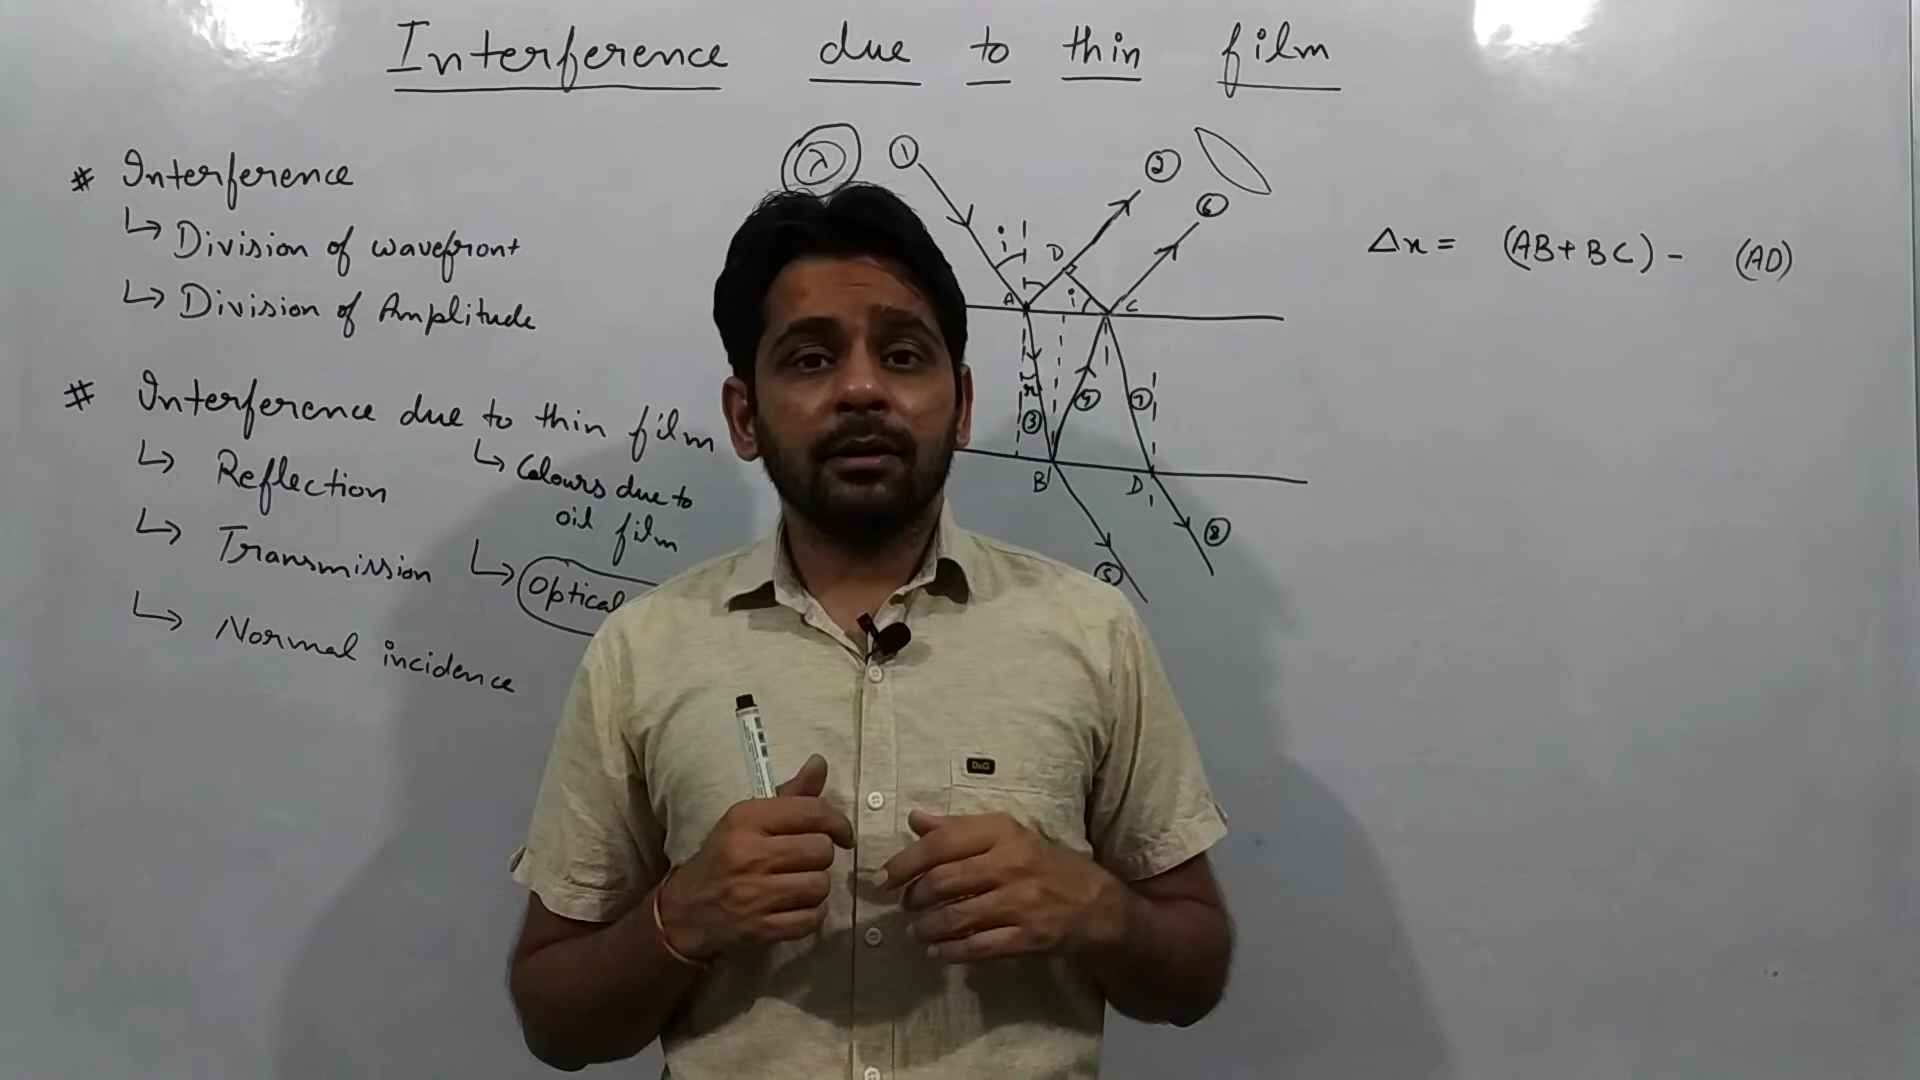 Interference due to thin film
# Interference
↳ Division of wavefront
↳ Division of Amplitude
# Interference due to thin film
↳ Reflection
↳ Colours due to
oil film
↳ Transmission
↳ Optical
↳ Normal incidence
λ
1
2
6
i
D
A
i
C
r
3
4
7
B
D
5
8
Δx = (AB+BC) - (AD)
D&G